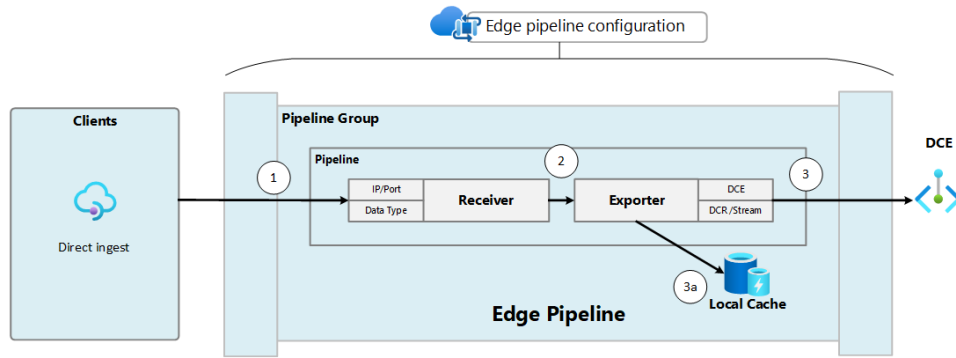 Edge pipeline configuration
Clients
Direct ingest
Pipeline Group
Pipeline
1
IP/Port
Data Type
Receiver
2
Exporter
DCE
DCR /Stream
3
3a
Local Cache
Edge Pipeline
DCE